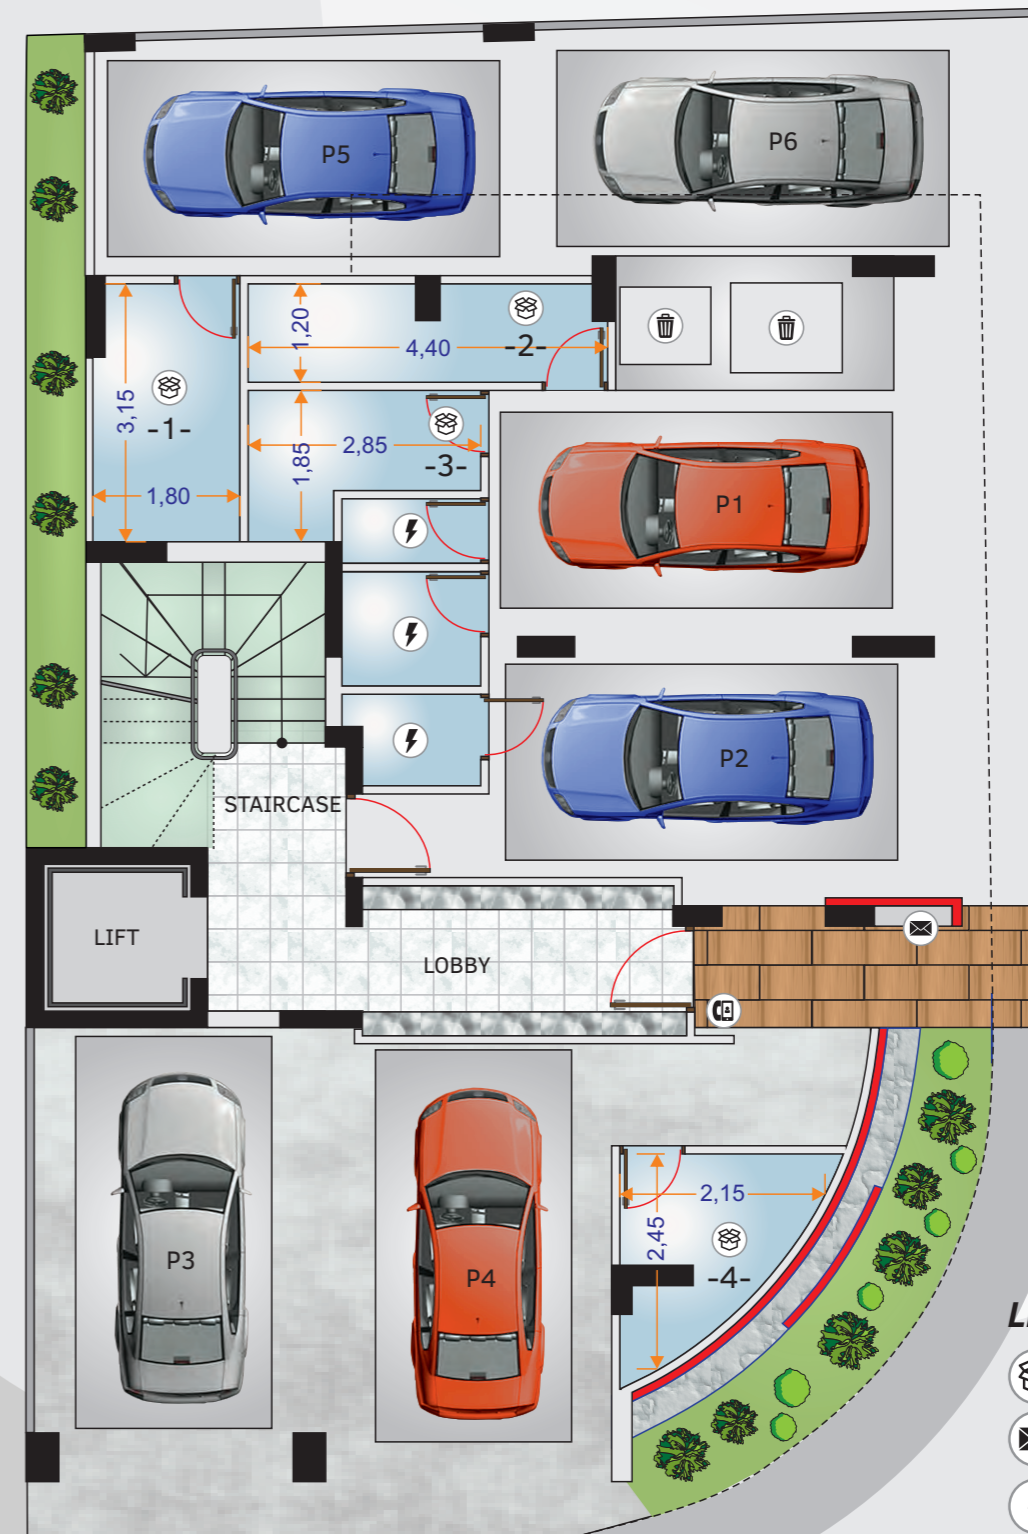 P5
P6
1,20
4,40
-2-
3,15
-1-
1,80
1,85
2,85
-3-
P1
P2
STAIRCASE
LIFT
LOBBY
P3
P4
2,15
2,45
-4-